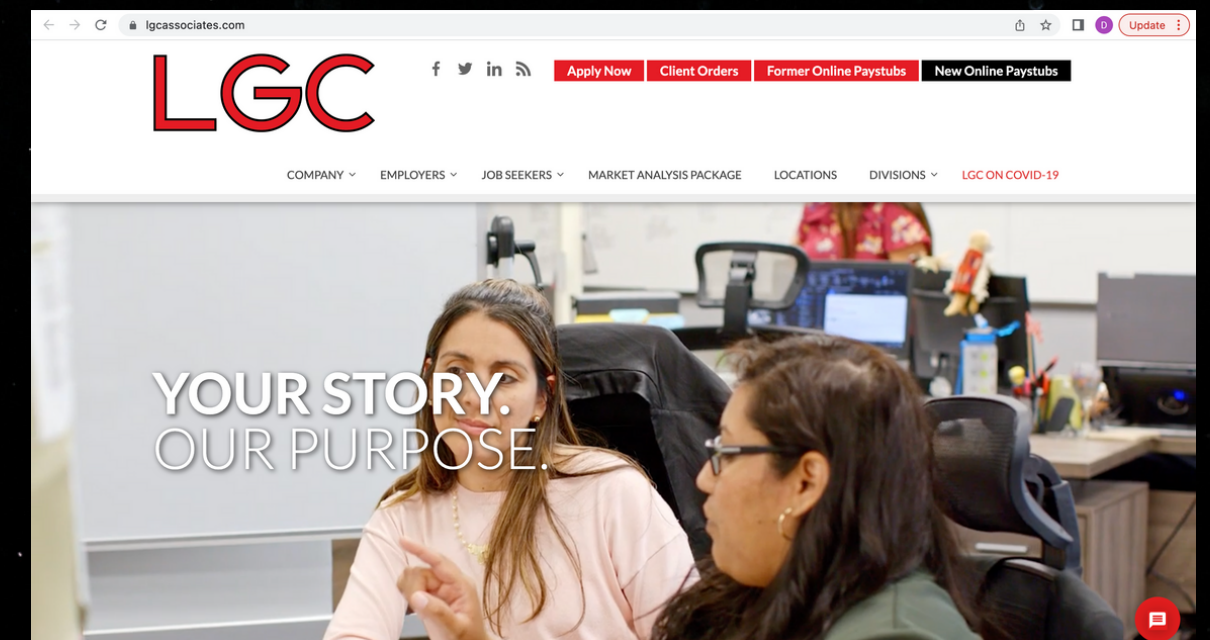 lgcassociates.com
D
Update
LGC
Apply Now
Client Orders
Former Online Paystubs
New Online Paystubs
COMPANY
EMPLOYERS
JOB SEEKERS
MARKET ANALYSIS PACKAGE
LOCATIONS
DIVISIONS
LGC ON COVID-19
YOUR STORY.
OUR PURPOSE.